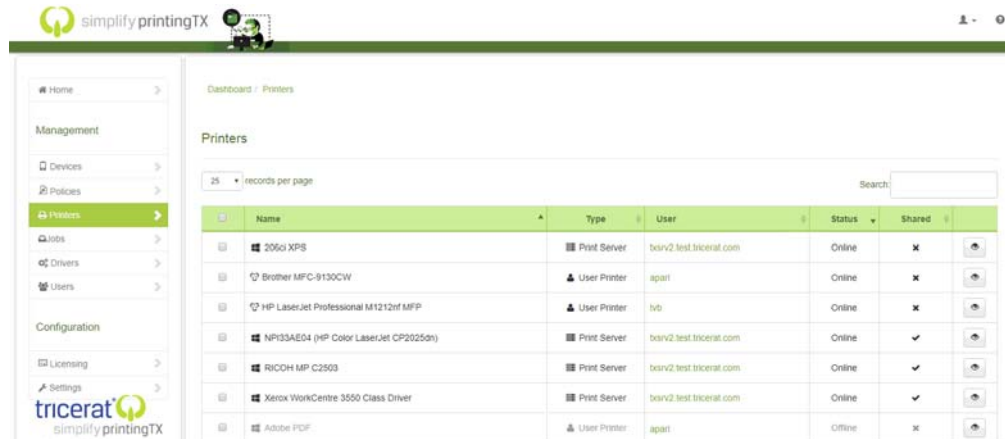 simplify printingTX
Home
Dashboard / Printers
Management
Printers
Devices
25 records per page
Search:
Policies
Printers
Name Type User Status Shared
Jobs
206ci XPS Print Server txsrv2.test.tricerat.com Online
Drivers
Brother MFC-9130CW User Printer apari Online
Users
HP LaserJet Professional M1212nf MFP User Printer tvb Online
Configuration
NPI33AE04 (HP Color LaserJet CP2025dn) Print Server txsrv2.test.tricerat.com Online
Licensing
RICOH MP C2503 Print Server txsrv2.test.tricerat.com Online
Settings
Xerox WorkCentre 3550 Class Driver Print Server txsrv2.test.tricerat.com Online
tricerat
simplify printingTX
Adobe PDF User Printer apari Offline